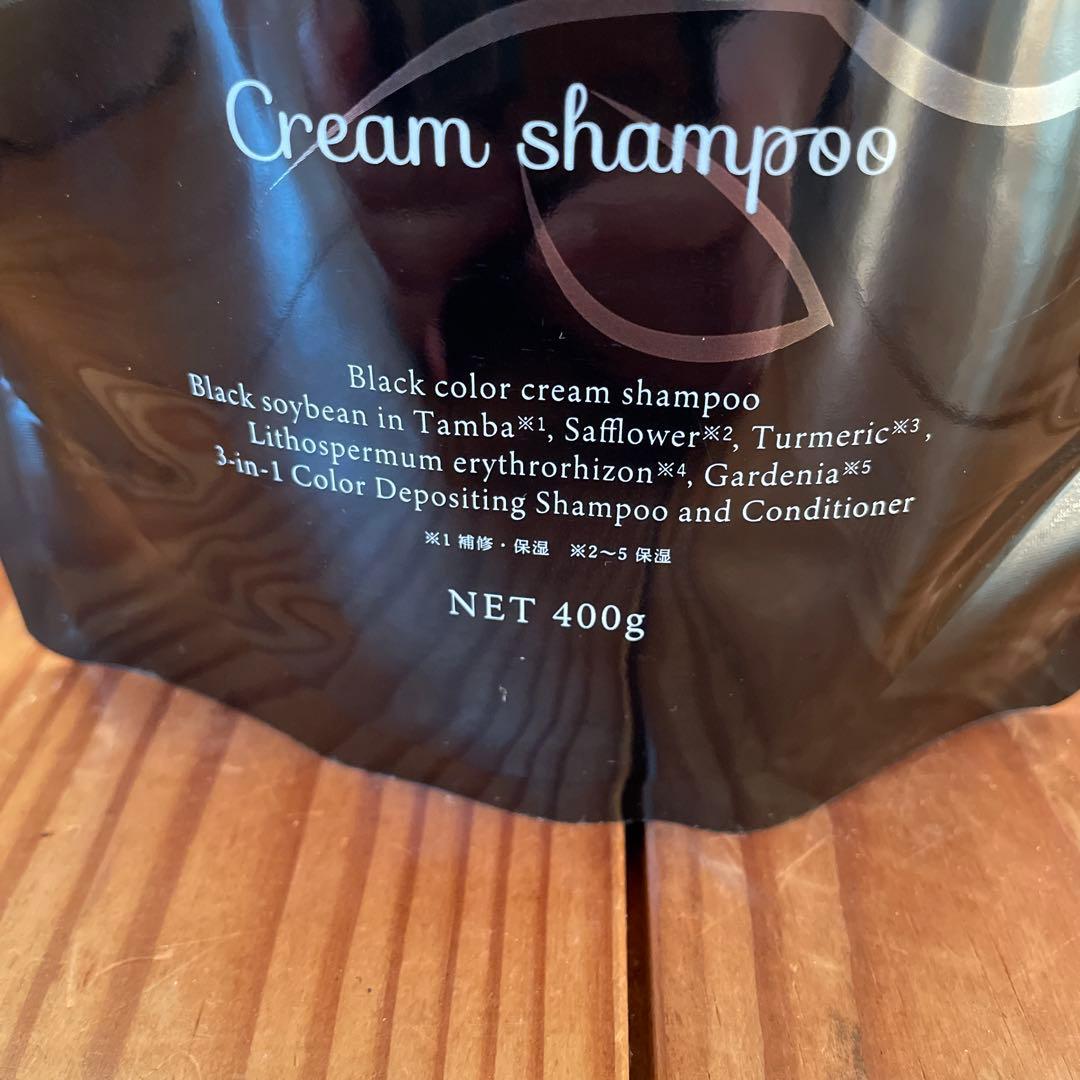 Cream shampoo
Black color cream shampoo
Black soybean in Tamba※1, Safflower※2, Turmeric※3,
Lithospermum erythrorhizon※4, Gardenia※5
3-in-1 Color Depositing Shampoo and Conditioner
※1 補修・保湿　※2〜5 保湿
NET 400g